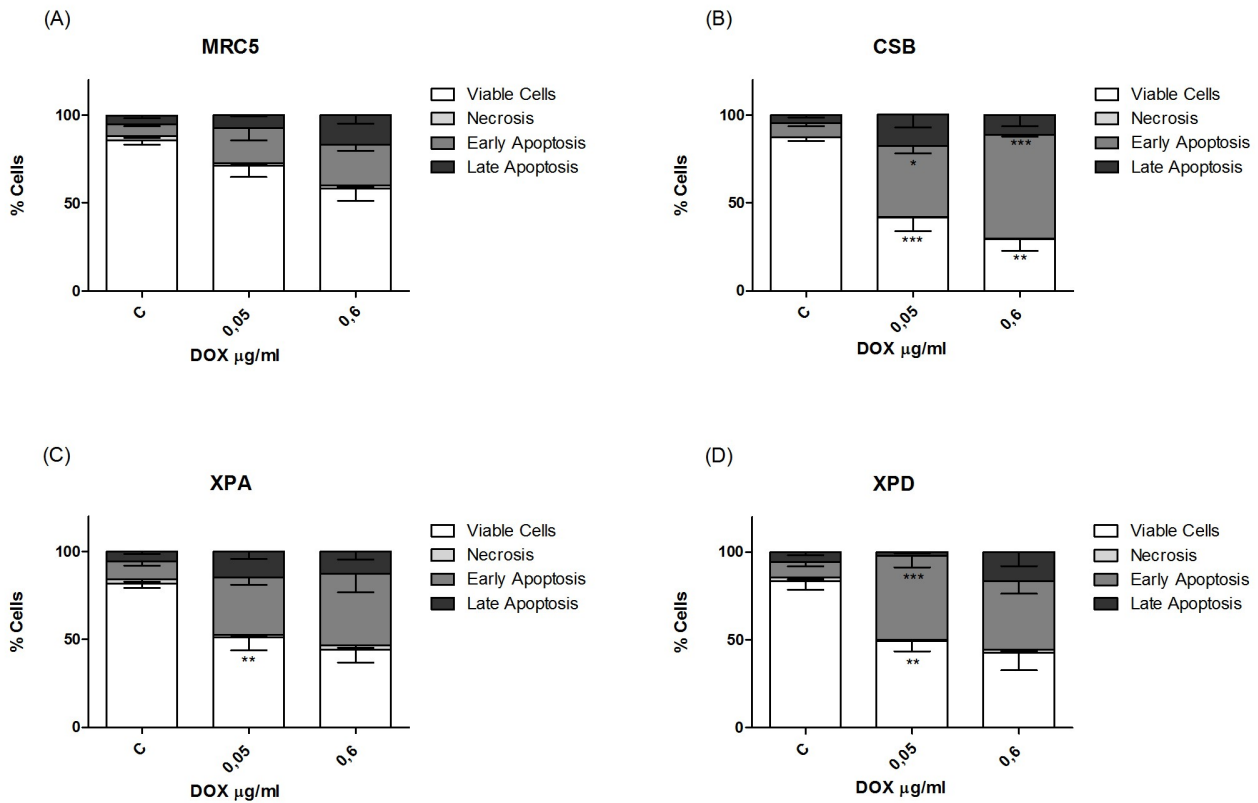 (A)
MRC5
100
50
0
% Cells
C
0,05
0,6
DOX μg/ml
Viable Cells
Necrosis
Early Apoptosis
Late Apoptosis
(B)
CSB
100
50
0
% Cells
*
***
***
**
C
0,05
0,6
DOX μg/ml
Viable Cells
Necrosis
Early Apoptosis
Late Apoptosis
(C)
XPA
100
50
0
% Cells
**
C
0,05
0,6
DOX μg/ml
Viable Cells
Necrosis
Early Apoptosis
Late Apoptosis
(D)
XPD
100
50
0
% Cells
***
**
C
0,05
0,6
DOX μg/ml
Viable Cells
Necrosis
Early Apoptosis
Late Apoptosis